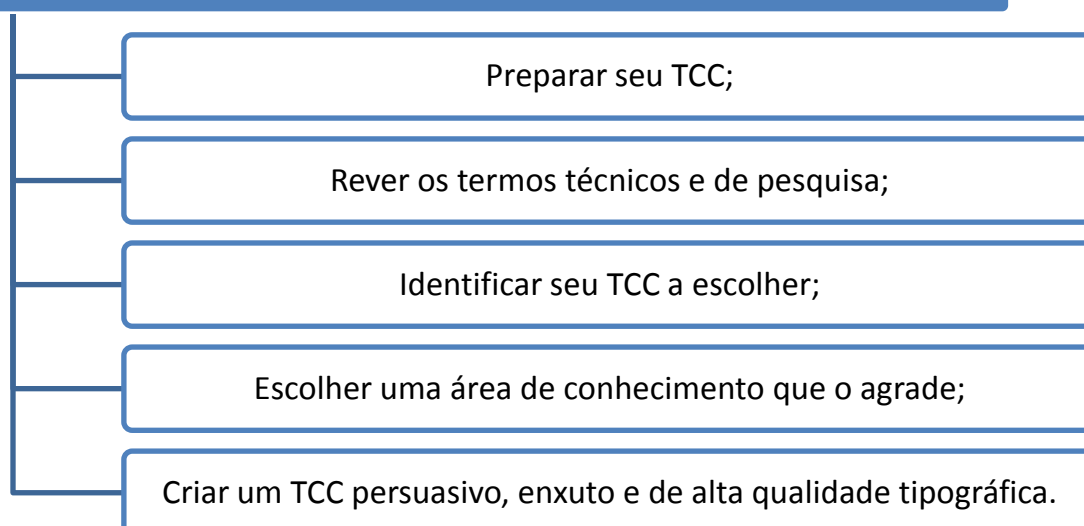 Preparar seu TCC;
Rever os termos técnicos e de pesquisa;
Identificar seu TCC a escolher;
Escolher uma área de conhecimento que o agrade;
Criar um TCC persuasivo, enxuto e de alta qualidade tipográfica.